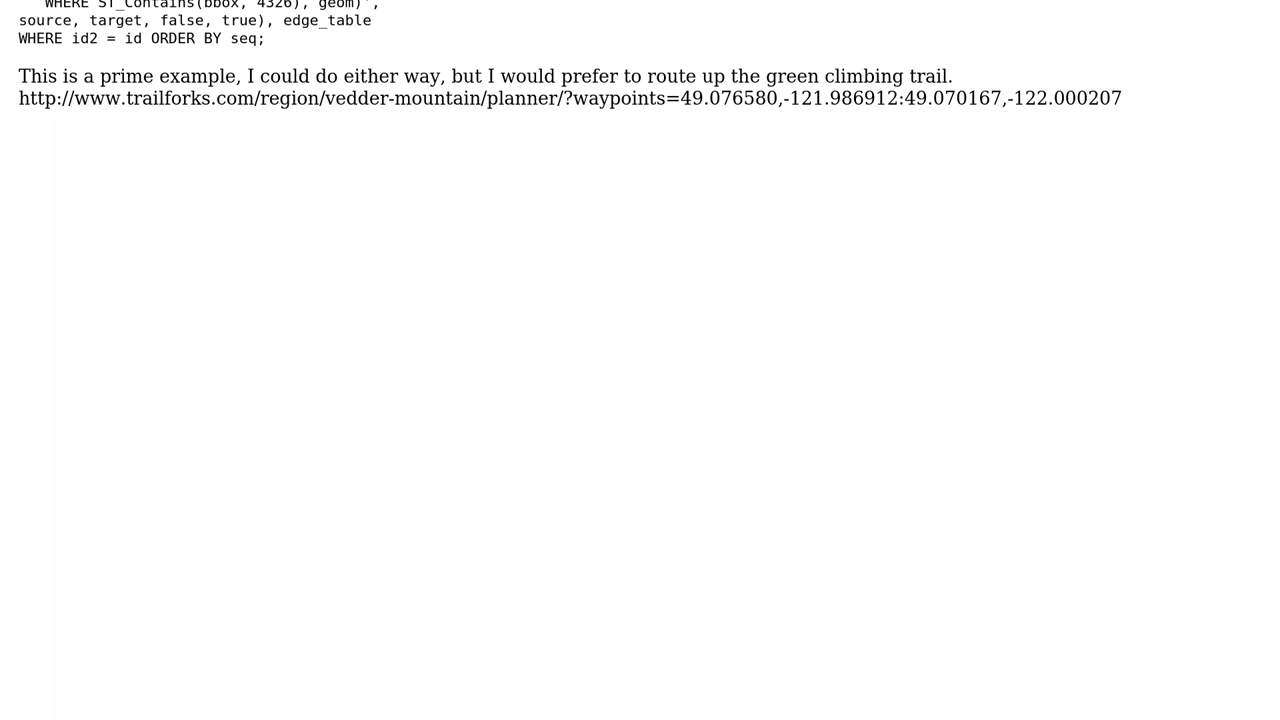 WHERE ST_Contains(bbox, 4326), geom)',
source, target, false, true), edge_table
WHERE id2 = id ORDER BY seq;
This is a prime example, I could do either way, but I would prefer to route up the green climbing trail.
http://www.trailforks.com/region/vedder-mountain/planner/?waypoints=49.076580,-121.986912:49.070167,-122.000207